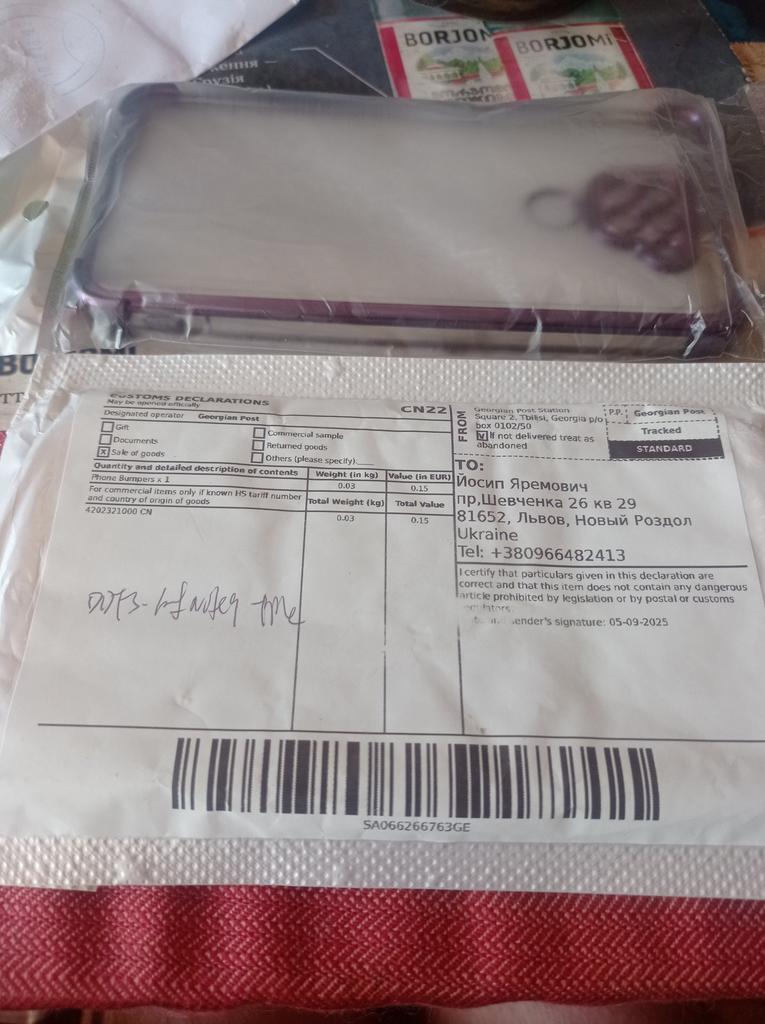 BORJOMI
BORJOMI
CUSTOMS DECLARATIONS
May be opened officially
CN22
Designated operator Georgian Post
Gift
Commercial sample
Documents
Returned goods
Sale of goods
Others (please specify):
Quantity and detailed description of contents
Weight (in kg)
Value (in EUR)
Phone Bumpers x 1
0.03
0.15
For commercial items only if known HS tariff number
and country of origin of goods
Total Weight (kg)
Total Value
4202321000 CN
0.03
0.15
FROM
Georgian Post Station
Square 2, Tbilisi, Georgia p/o
box 0102/50
If not delivered treat as
abandoned
P.P. Georgian Post
Tracked
STANDARD
TO:
Йосип Яремович
пр,Шевченка 26 кв 29
81652, Львов, Новый Роздол
Ukraine
Tel: +380966482413
I certify that particulars given in this declaration are
correct and that this item does not contain any dangerous
article prohibited by legislation or by postal or customs
sender's signature: 05-09-2025
SA066266763GE